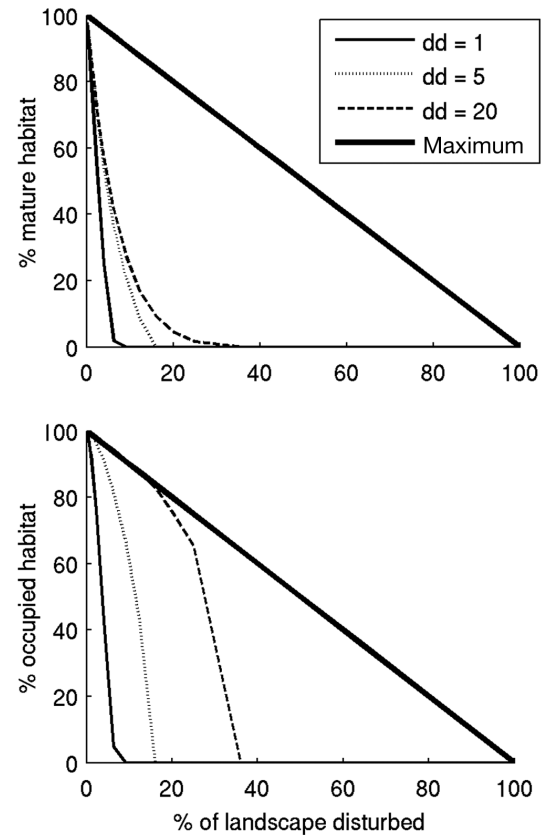 100
80
60
40
20
0
% mature habitat
dd = 1
dd = 5
dd = 20
Maximum
0 20 40 60 80 100
100
80
60
40
20
0
% occupied habitat
0 20 40 60 80 100
% of landscape disturbed